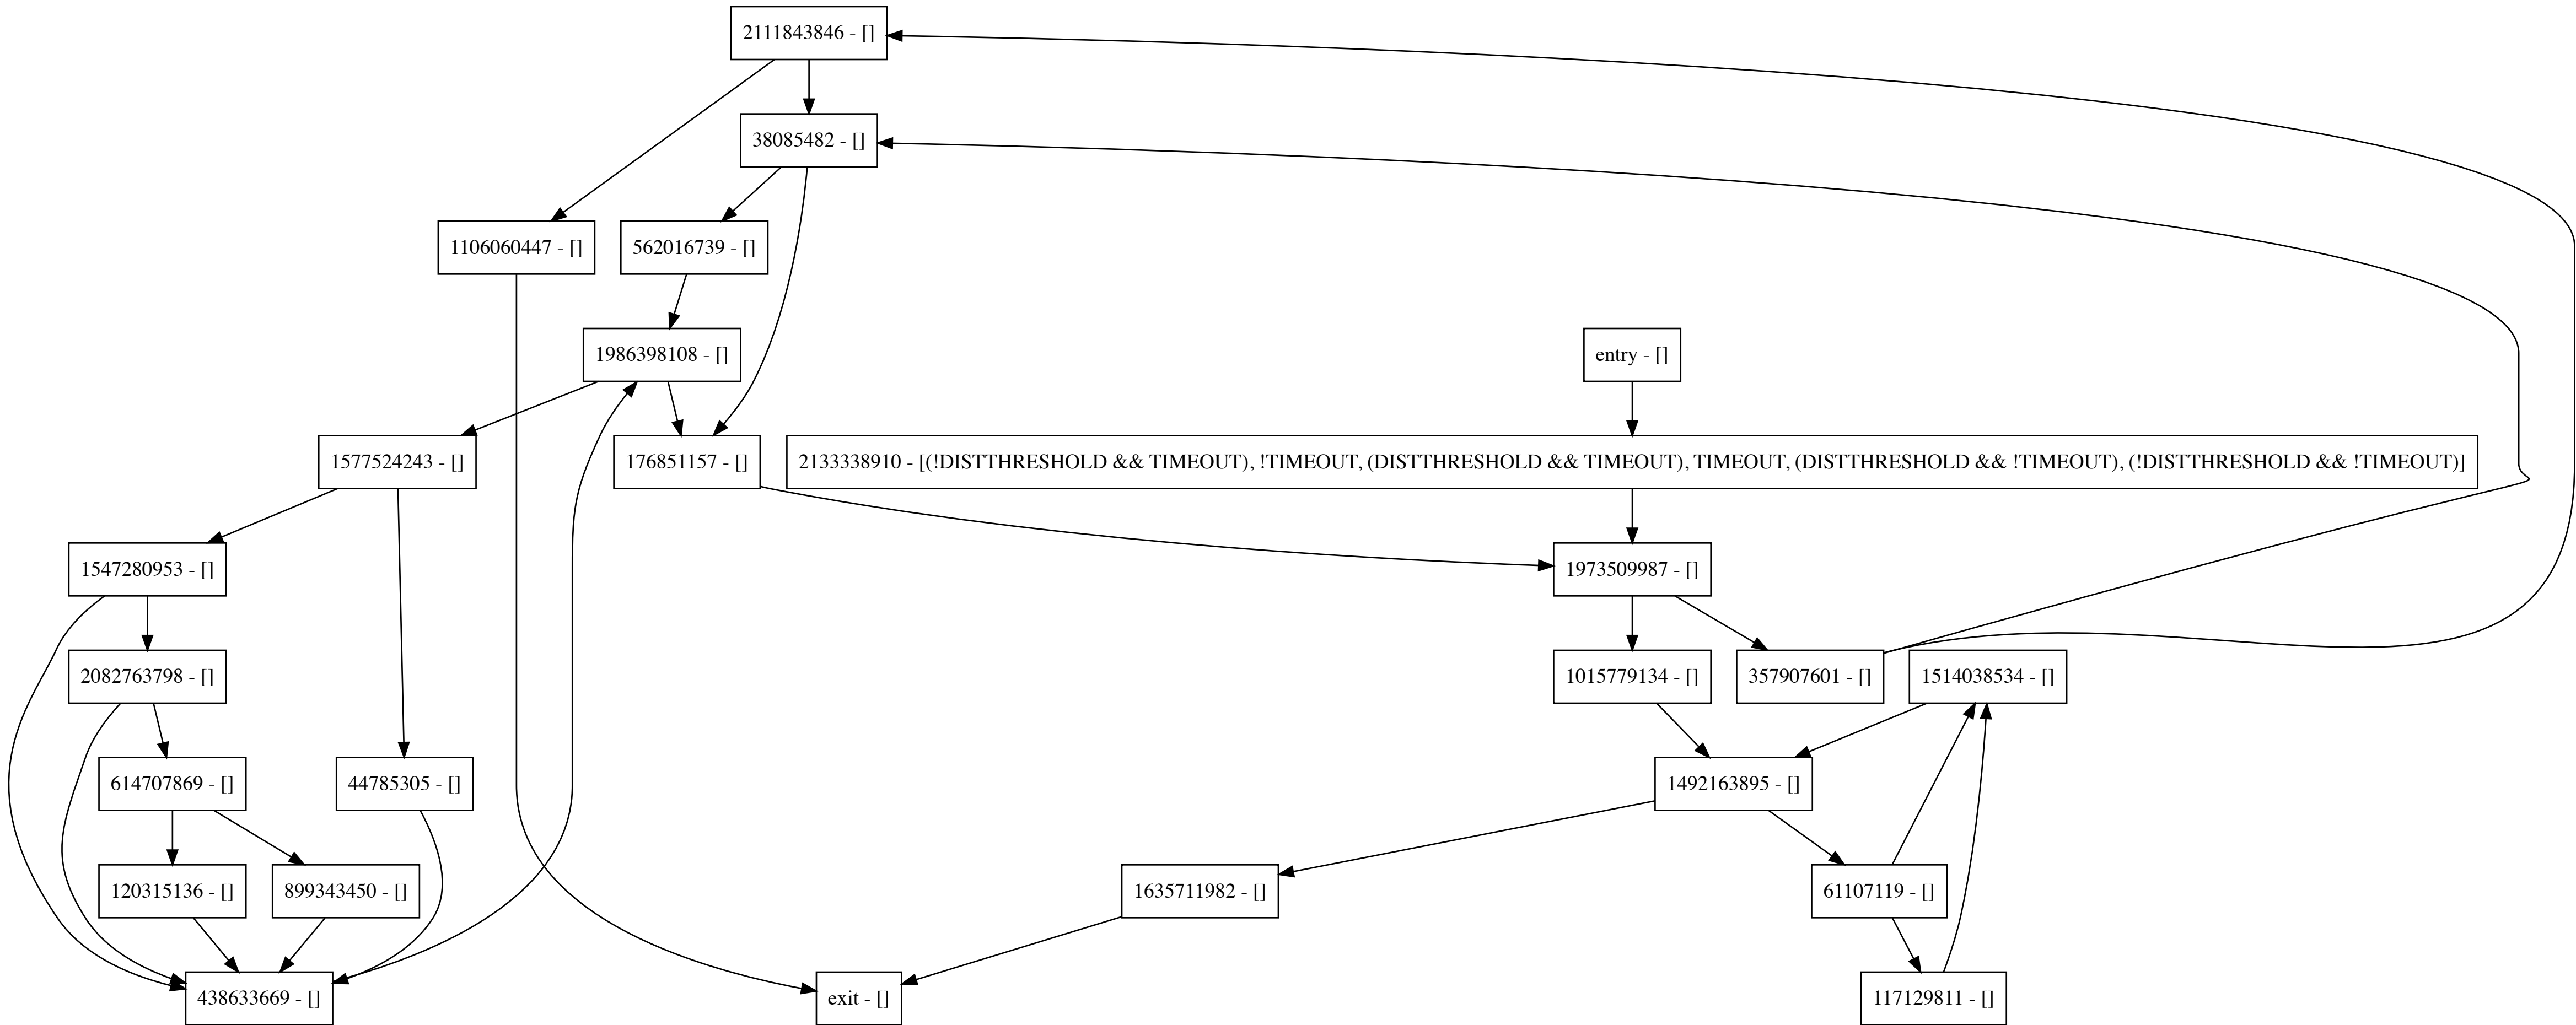 2111843846 - []
38085482 - []
1106060447 - []
562016739 - []
1986398108 - []
entry - []
1577524243 - []
176851157 - []
2133338910 - [(!DISTTHRESHOLD && TIMEOUT), !TIMEOUT, (DISTTHRESHOLD && TIMEOUT), TIMEOUT, (DISTTHRESHOLD && !TIMEOUT), (!DISTTHRESHOLD && !TIMEOUT)]
1547280953 - []
1973509987 - []
2082763798 - []
1015779134 - []
357907601 - []
1514038534 - []
614707869 - []
44785305 - []
1492163895 - []
120315136 - []
899343450 - []
1635711982 - []
61107119 - []
438633669 - []
exit - []
117129811 - []